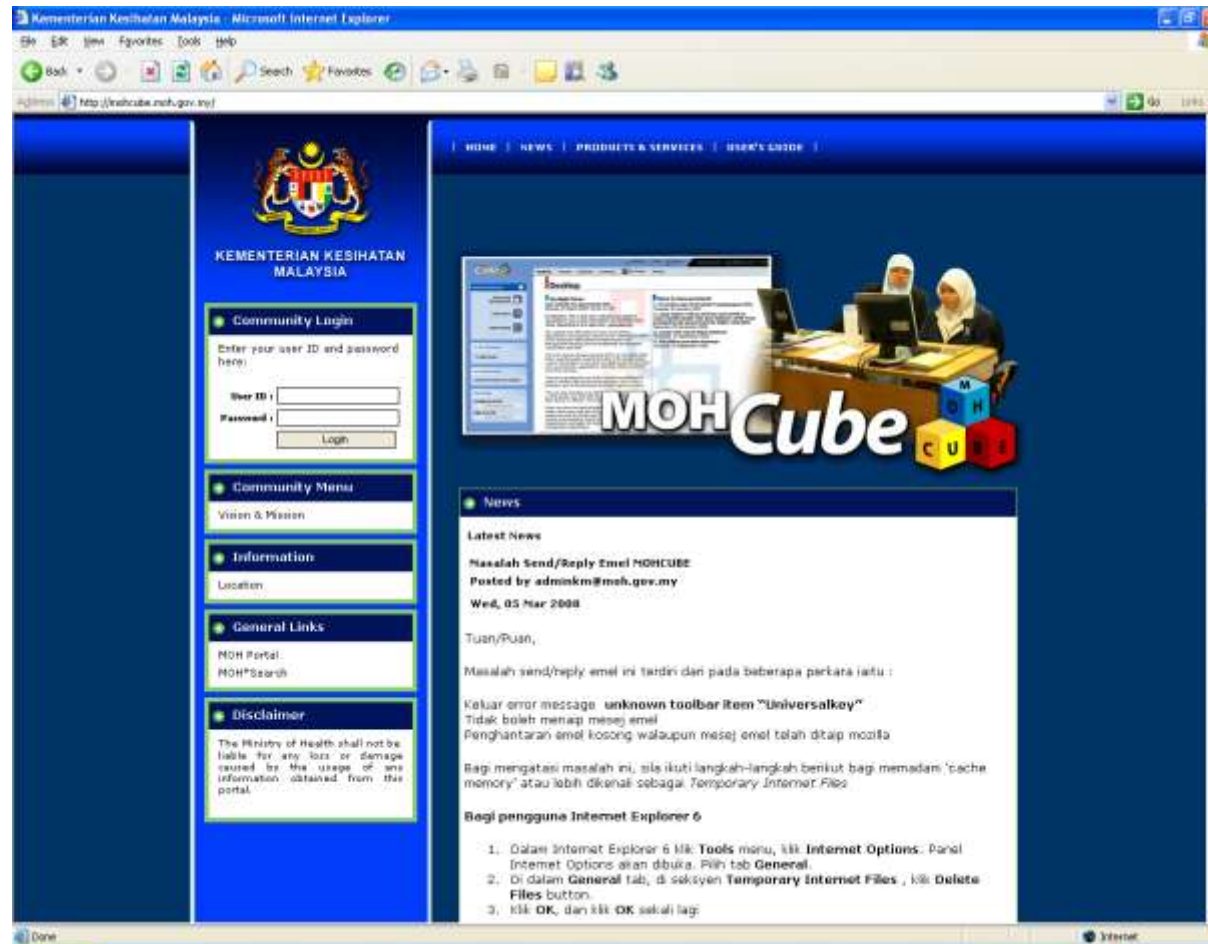 Kementerian Kesihatan Malaysia - Microsoft Internet Explorer
File Edit View Favorites Tools Help
Back Search Favorites
Address http://mohcube.moh.gov.my/ Go Links
HOME | NEWS | PRODUCTS & SERVICES | USER'S GUIDE |
KEMENTERIAN KESIHATAN
MALAYSIA
Community Login
Enter your user ID and password
here:
User ID :
Password :
Login
Community Menu
Vision & Mission
Information
Location
General Links
MOH Portal
MOH*Search
Disclaimer
The Ministry of Health shall not be
liable for any loss or damage
caused by the usage of any
information obtained from this
portal.
Desktop
MOHCube
M
O H
C U B E
News
Latest News
Masalah Send/Reply Emel MOHCUBE
Posted by adminkm@moh.gov.my
Wed, 05 Mar 2008
Tuan/Puan,
Masalah send/reply emel ini terdiri dari pada beberapa perkara iaitu :
Keluar error message unknown toolbar item "Universalkey"
Tidak boleh menaip mesej emel
Penghantaran emel kosong walaupun mesej emel telah ditaip mozilla
Bagi mengatasi masalah ini, sila ikuti langkah-langkah berikut bagi memadam 'cache
memory' atau lebih dikenali sebagai Temporary Internet Files
Bagi pengguna Internet Explorer 6
1. Dalam Internet Explorer 6 klik Tools menu, klik Internet Options. Panel
Internet Options akan dibuka. Pilih tab General.
2. Di dalam General tab, di seksyen Temporary Internet Files , klik Delete
Files button.
3. Klik OK, dan klik OK sekali lagi
Done Internet